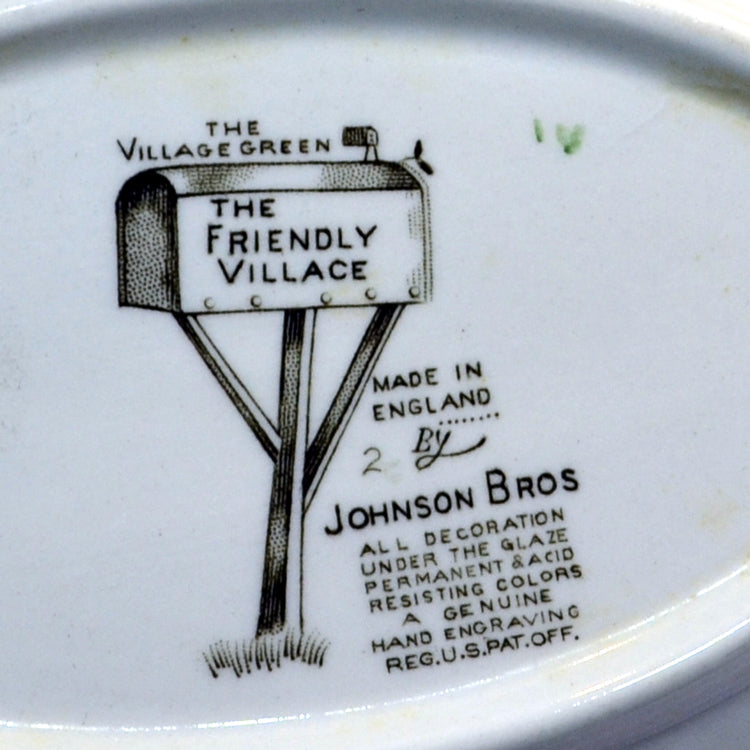 THE
VILLAGE GREEN
THE
FRIENDLY
VILLAGE
MADE IN
ENGLAND
2 By
JOHNSON BROS
ALL DECORATION
UNDER THE GLAZE
PERMANENT & ACID
RESISTING COLORS
A GENUINE
HAND ENGRAVING
REG.U.S.PAT.OFF.